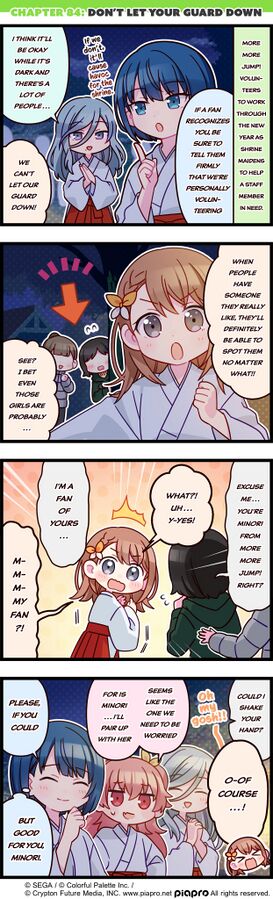 CHAPTER 84: DON'T LET YOUR GUARD DOWN
MORE
MORE
JUMP!
VOLUN-
TEERS
TO WORK
THROUGH
THE NEW
YEAR AS
SHRINE
MAIDENS
TO HELP
A STAFF
MEMBER
IN NEED.
IF A FAN
RECOGNIZES
YOU BE
SURE TO
TELL THEM
FIRMLY
THAT WE'RE
PERSONALLY
VOLUN-
TEERING
If we
don't,
it'll
cause
havoc
for the
shrine.
I THINK IT'LL
BE OKAY
WHILE IT'S
DARK AND
THERE'S
A LOT OF
PEOPLE...
WE
CAN'T
LET OUR
GUARD
DOWN!
WHEN
PEOPLE
HAVE
SOMEONE
THEY REALLY
LIKE, THEY'LL
DEFINITELY
BE ABLE TO
SPOT THEM
NO MATTER
WHAT!!
SEE?
I BET
EVEN
THOSE
GIRLS ARE
PROBABLY
...
EXCUSE
ME...
YOU'RE
MINORI
FROM
MORE
MORE
JUMP!
RIGHT?
WHAT?!
UH...
Y-YES!
I'M A
FAN OF
YOURS
...
M-
M-
M-
M-MY
FAN
?!
COULD I
SHAKE
YOUR
HAND?
O-OF
COURSE
...!
Oh
my
gosh!!
SEEMS
LIKE THE
ONE WE
NEED TO BE
WORRIED
FOR IS
MINORI
...I'LL
PAIR UP
WITH HER
PLEASE,
IF YOU
COULD
BUT
GOOD
FOR YOU,
MINORI.
© SEGA / © Colorful Palette Inc. /
© Crypton Future Media, INC. www.piapro.net piapro All rights reserved.